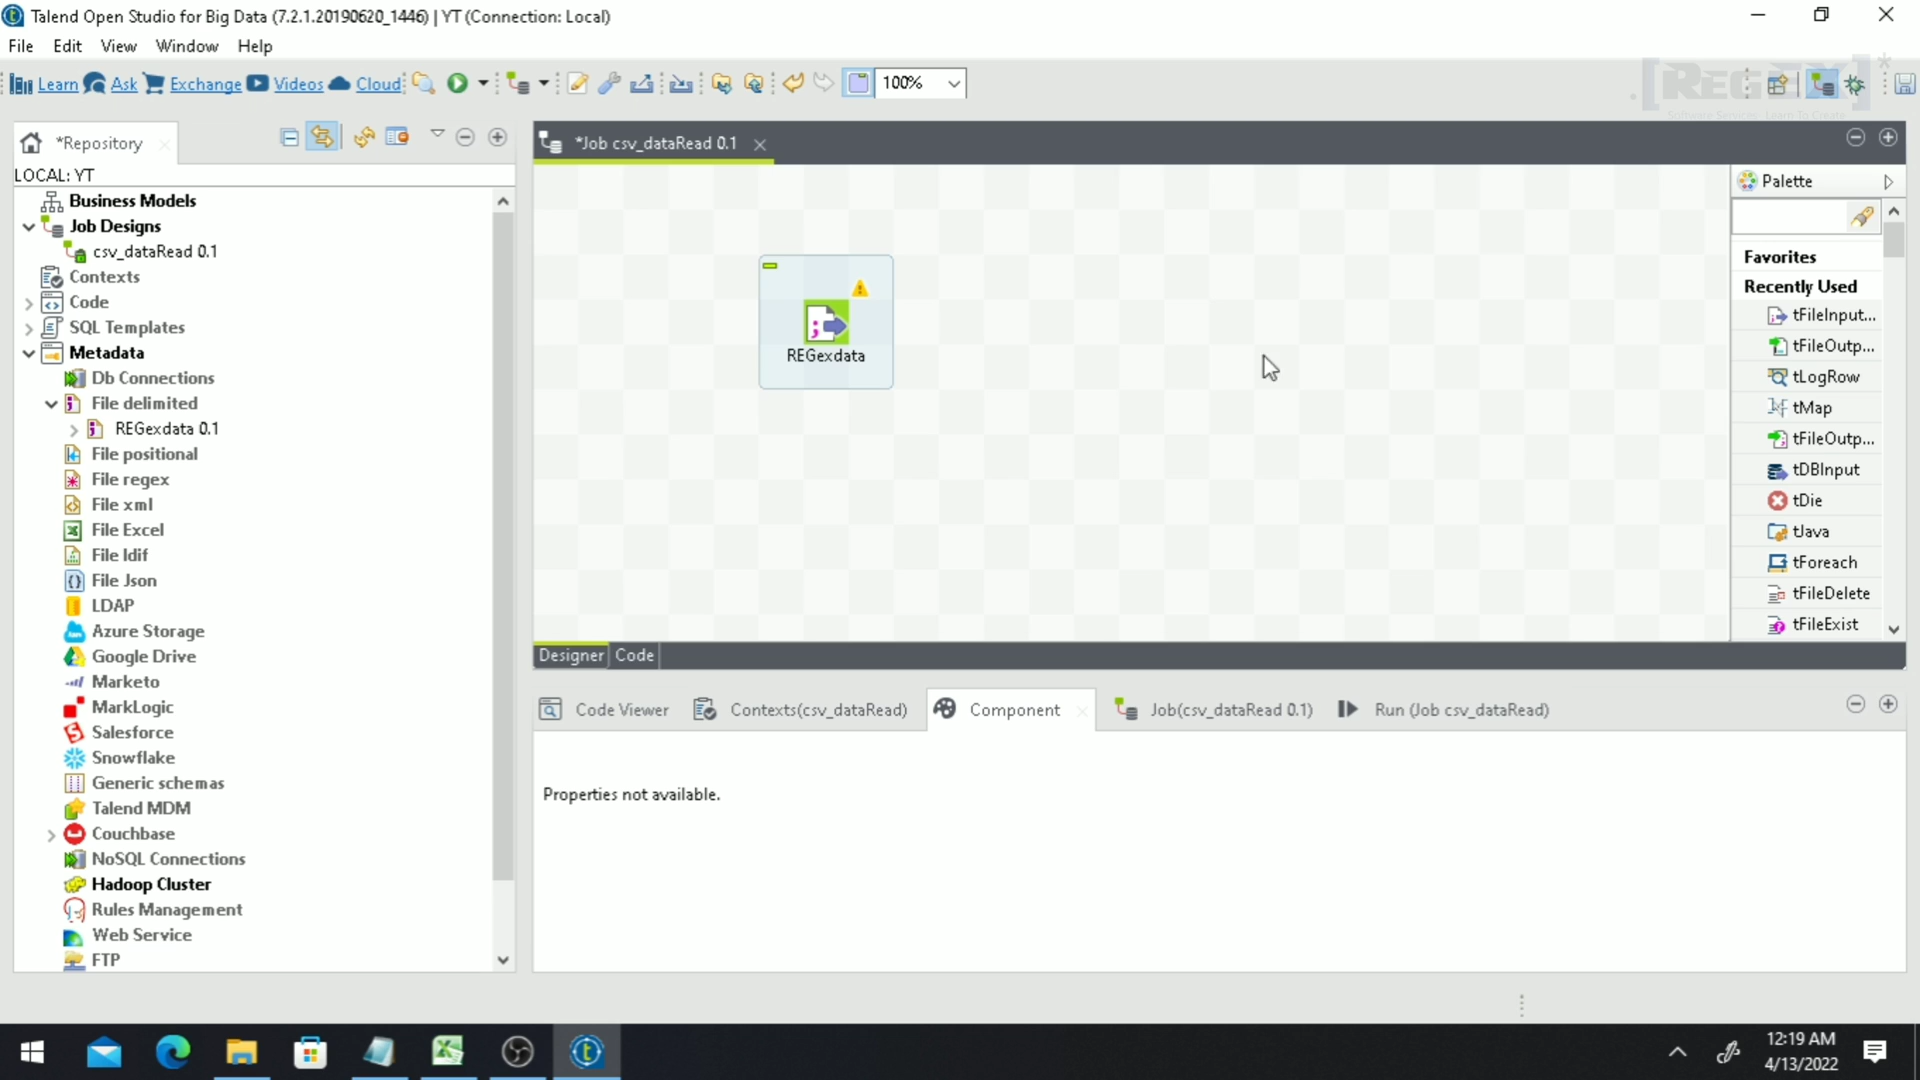 Talend Open Studio for Big Data (7.2.1.20190620_1446) | YT (Connection: Local)
File Edit View Window Help
Learn Ask Exchange Videos Cloud 100%
[RegEX]*
Software Services - Learn To Create
*Repository
LOCAL: YT
Business Models
Job Designs
csv_dataRead 0.1
Contexts
Code
SQL Templates
Metadata
Db Connections
File delimited
REGexdata 0.1
File positional
File regex
File xml
File Excel
File ldif
File Json
LDAP
Azure Storage
Google Drive
Marketo
MarkLogic
Salesforce
Snowflake
Generic schemas
Talend MDM
Couchbase
NoSQL Connections
Hadoop Cluster
Rules Management
Web Service
FTP
*Job csv_dataRead 0.1
REGexdata
Designer Code
Palette
Favorites
Recently Used
tFileInput...
tFileOutp...
tLogRow
tMap
tFileOutp...
tDBInput
tDie
tJava
tForeach
tFileDelete
tFileExist
Code Viewer Contexts(csv_dataRead) Component Job(csv_dataRead 0.1) Run (Job csv_dataRead)
Properties not available.
12:19 AM
4/13/2022